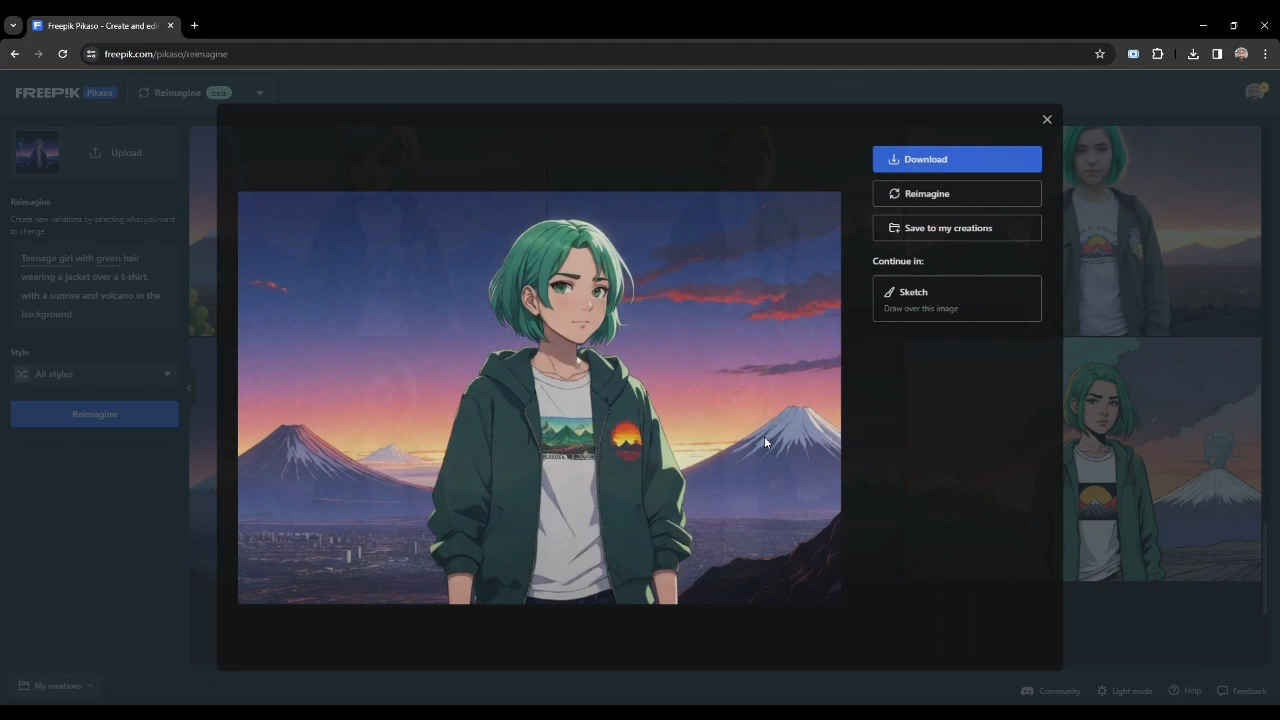 Freepik Pikaso - Create and edi
freepik.com/pikaso/reimagine
FREEPIK Pikaso
Reimagine beta
Upload
Reimagine
Create new variations by selecting what you want
to change
Teenage girl with green hair
wearing a jacket over a t-shirt,
with a sunrise and volcano in the
background
Style
All styles
Reimagine
Download
Reimagine
Save to my creations
Continue in:
Sketch
Draw over this image
My creations
Community
Light mode
Help
Feedback